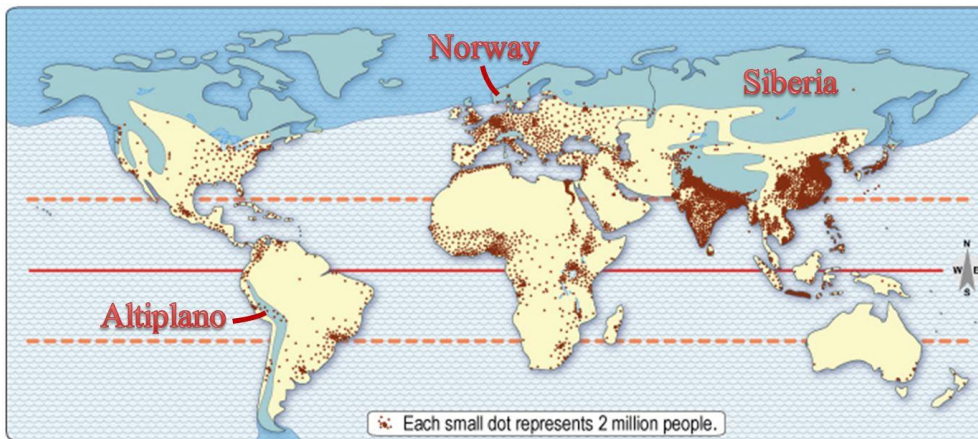 Norway
Siberia
N
W E
S
Altiplano
Each small dot represents 2 million people.